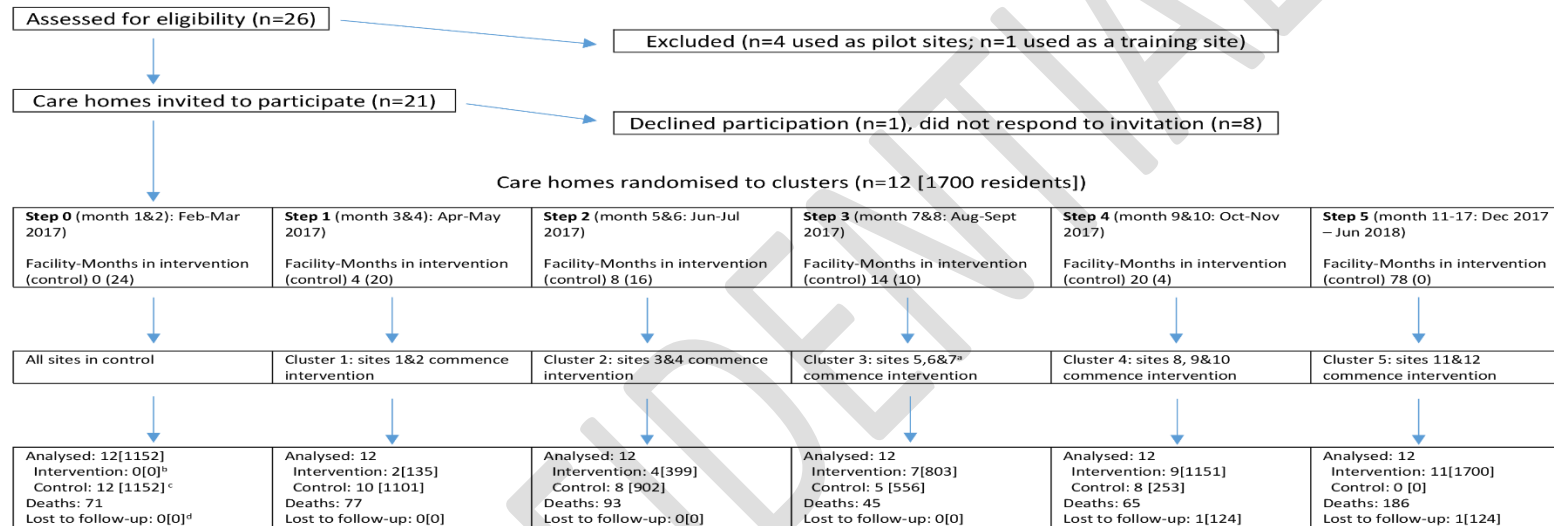 Assessed for eligibility (n=26)
Excluded (n=4 used as pilot sites; n=1 used as a training site)
Care homes invited to participate (n=21)
Declined participation (n=1), did not respond to invitation (n=8)
Care homes randomised to clusters (n=12 [1700 residents])
Step 0 (month 1&2): Feb-Mar
2017)
Facility-Months in intervention
(control) 0 (24)
Step 1 (month 3&4): Apr-May
2017)
Facility-Months in intervention
(control) 4 (20)
Step 2 (month 5&6: Jun-Jul
2017)
Facility-Months in intervention
(control) 8 (16)
Step 3 (month 7&8: Aug-Sept
2017)
Facility-Months in intervention
(control) 14 (10)
Step 4 (month 9&10: Oct-Nov
2017)
Facility-Months in intervention
(control) 20 (4)
Step 5 (month 11-17: Dec 2017
– Jun 2018)
Facility-Months in intervention
(control) 78 (0)
All sites in control
Cluster 1: sites 1&2 commence
intervention
Cluster 2: sites 3&4 commence
intervention
Cluster 3: sites 5,6&7ᵃ
commence intervention
Cluster 4: sites 8, 9&10
commence intervention
Cluster 5: sites 11&12
commence intervention
Analysed: 12[1152]
Intervention: 0[0]ᵇ
Control: 12 [1152] ᶜ
Deaths: 71
Lost to follow-up: 0[0]ᵈ
Analysed: 12
Intervention: 2[135]
Control: 10 [1101]
Deaths: 77
Lost to follow-up: 0[0]
Analysed: 12
Intervention: 4[399]
Control: 8 [902]
Deaths: 93
Lost to follow-up: 0[0]
Analysed: 12
Intervention: 7[803]
Control: 5 [556]
Deaths: 45
Lost to follow-up: 0[0]
Analysed: 12
Intervention: 9[1151]
Control: 8 [253]
Deaths: 65
Lost to follow-up: 1[124]
Analysed: 12
Intervention: 11[1700]
Control: 0 [0]
Deaths: 186
Lost to follow-up: 1[124]